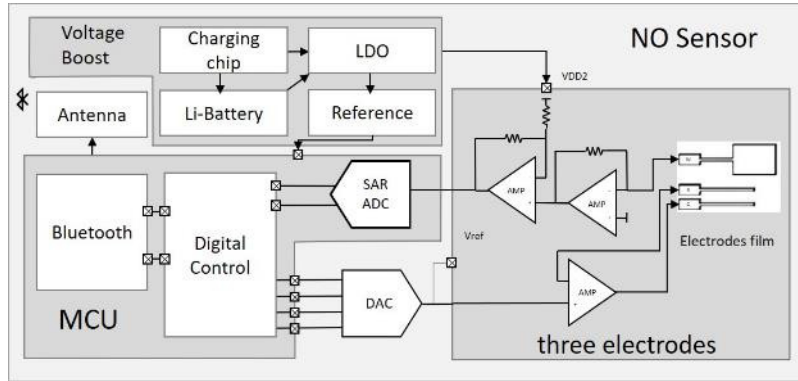 Voltage
Boost
Charging
chip
LDO
NO Sensor
Li-Battery
Reference
VDD2
Antenna
Bluetooth
Digital
Control
SAR
ADC
AMP
AMP
Vref
Electrodes film
MCU
DAC
AMP
three electrodes